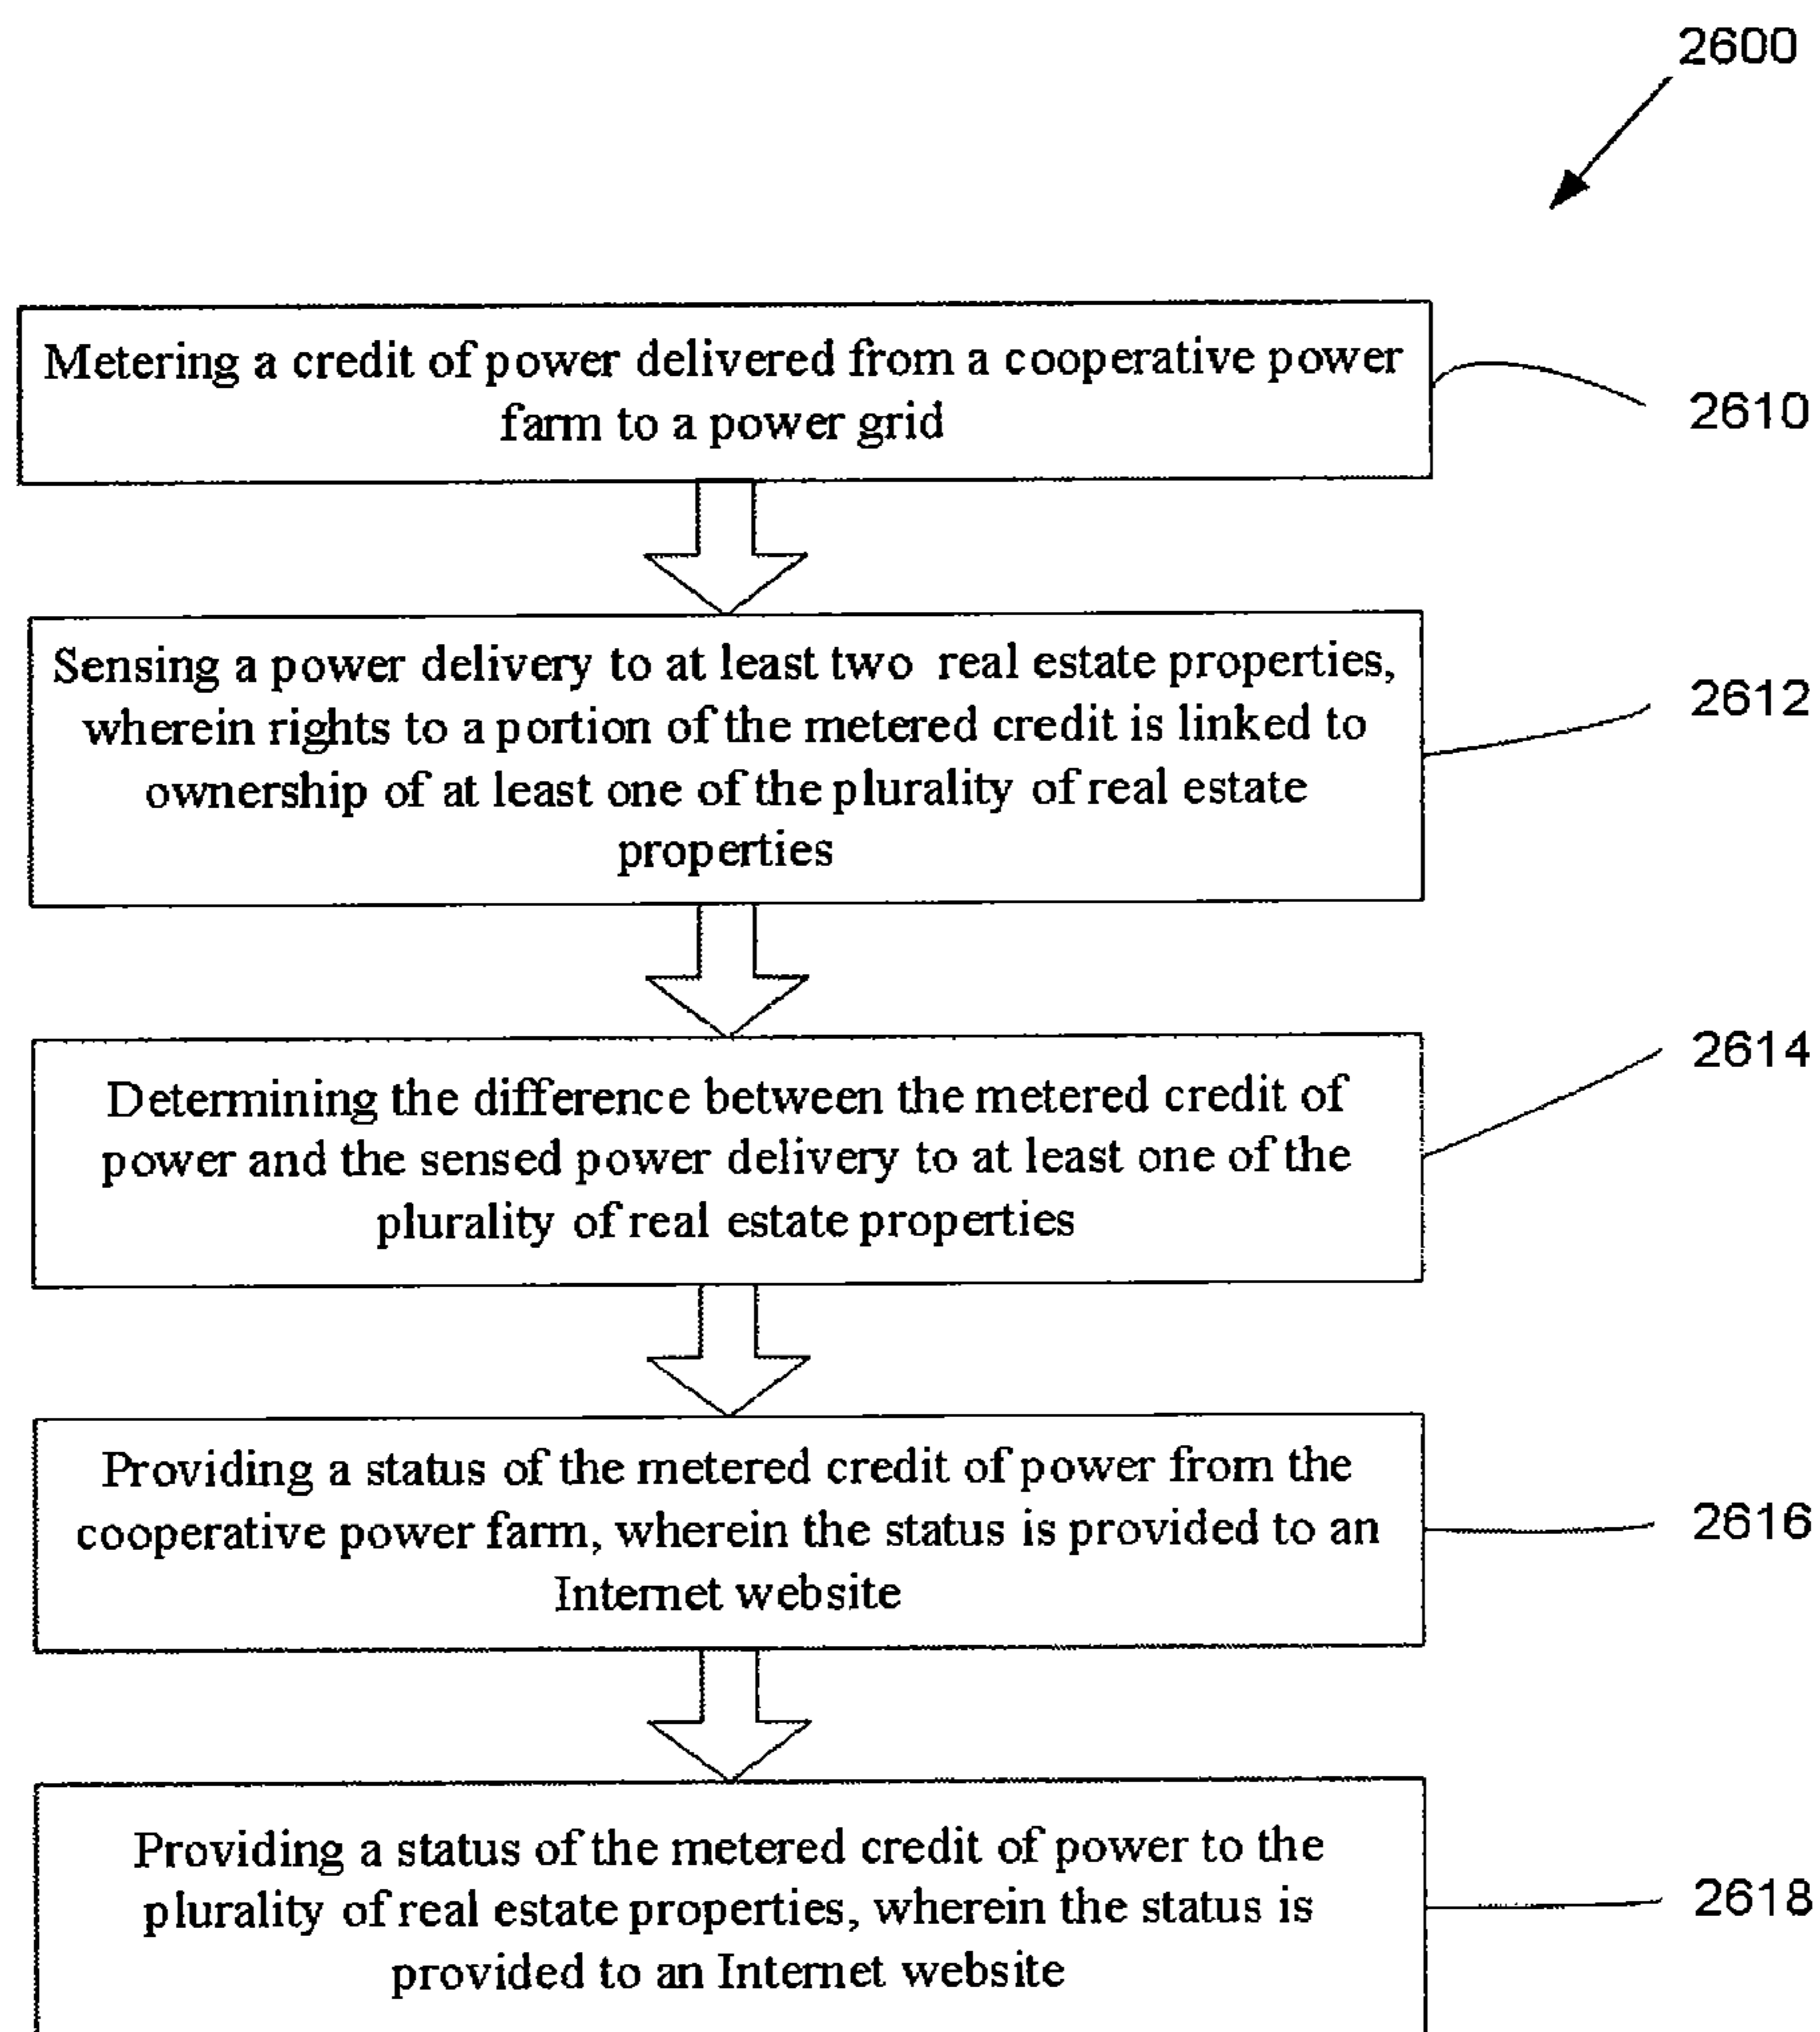 2600
Metering a credit of power delivered from a cooperative power
farm to a power grid
2610
Sensing a power delivery to at least two real estate properties,
wherein rights to a portion of the metered credit is linked to
ownership of at least one of the plurality of real estate
properties
2612
Determining the difference between the metered credit of
power and the sensed power delivery to at least one of the
plurality of real estate properties
2614
Providing a status of the metered credit of power from the
cooperative power farm, wherein the status is provided to an
Internet website
2616
Providing a status of the metered credit of power to the
plurality of real estate properties, wherein the status is
provided to an Internet website
2618